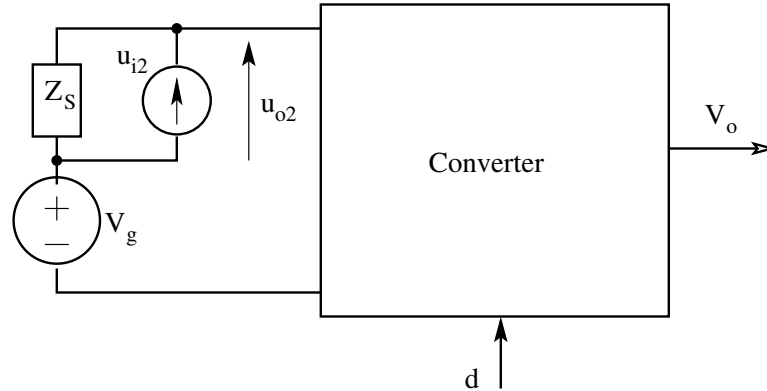 u_i2
Z_S
u_o2
V_o
Converter
+
V_g
−
d